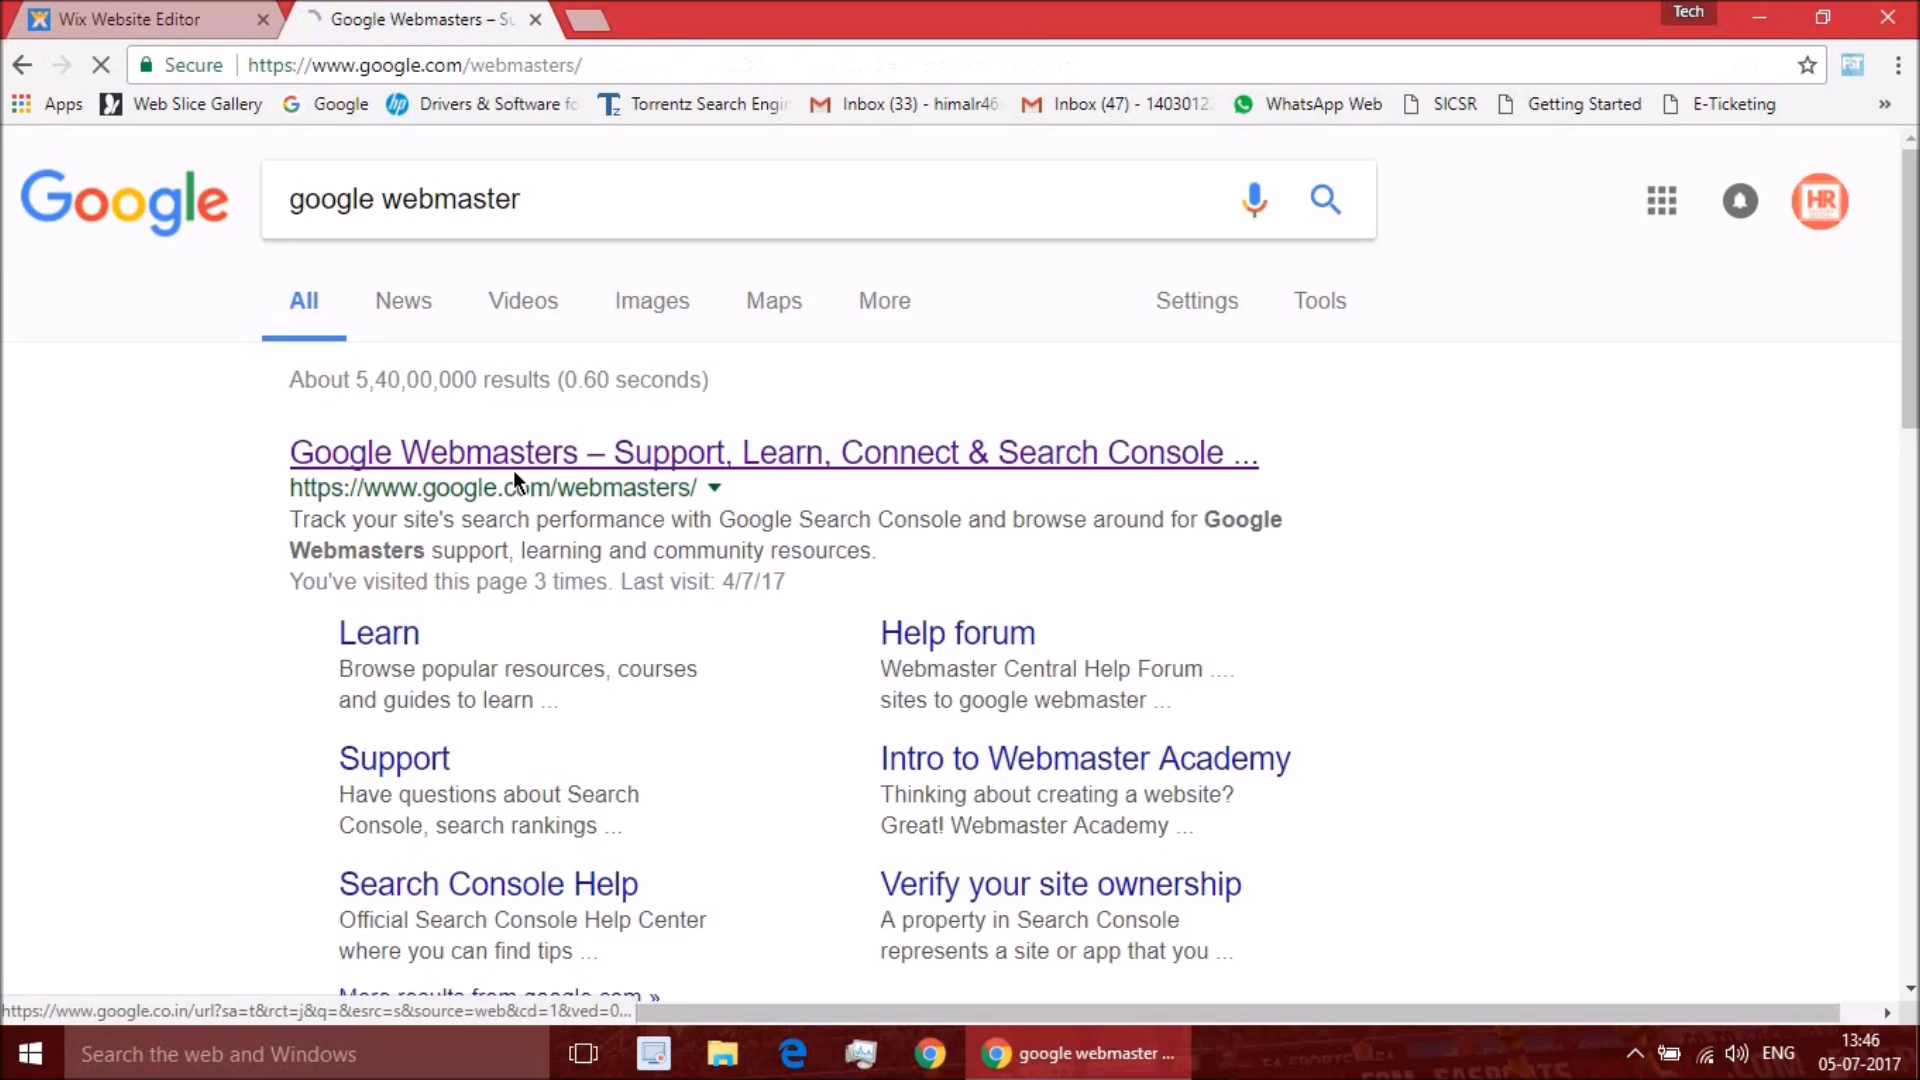 Wix Website Editor
Google Webmasters – Su
Tech
Secure
https://www.google.com/webmasters/
FST
Apps
Web Slice Gallery
Google
Drivers & Software fo
Torrentz Search Engi
Inbox (33) - himalr46
Inbox (47) - 1403012
WhatsApp Web
SICSR
Getting Started
E-Ticketing
»
Google
google webmaster
HR
All
News
Videos
Images
Maps
More
Settings
Tools
About 5,40,00,000 results (0.60 seconds)
Google Webmasters – Support, Learn, Connect & Search Console ...
https://www.google.com/webmasters/
Track your site's search performance with Google Search Console and browse around for Google
Webmasters support, learning and community resources.
You've visited this page 3 times. Last visit: 4/7/17
Learn
Browse popular resources, courses
and guides to learn ...
Help forum
Webmaster Central Help Forum ....
sites to google webmaster ...
Support
Have questions about Search
Console, search rankings ...
Intro to Webmaster Academy
Thinking about creating a website?
Great! Webmaster Academy ...
Search Console Help
Official Search Console Help Center
where you can find tips ...
Verify your site ownership
A property in Search Console
represents a site or app that you ...
More results from google.com »
https://www.google.co.in/url?sa=t&rct=j&q=&esrc=s&source=web&cd=1&ved=0...
Search the web and Windows
google webmaster ...
ENG
13:46
05-07-2017